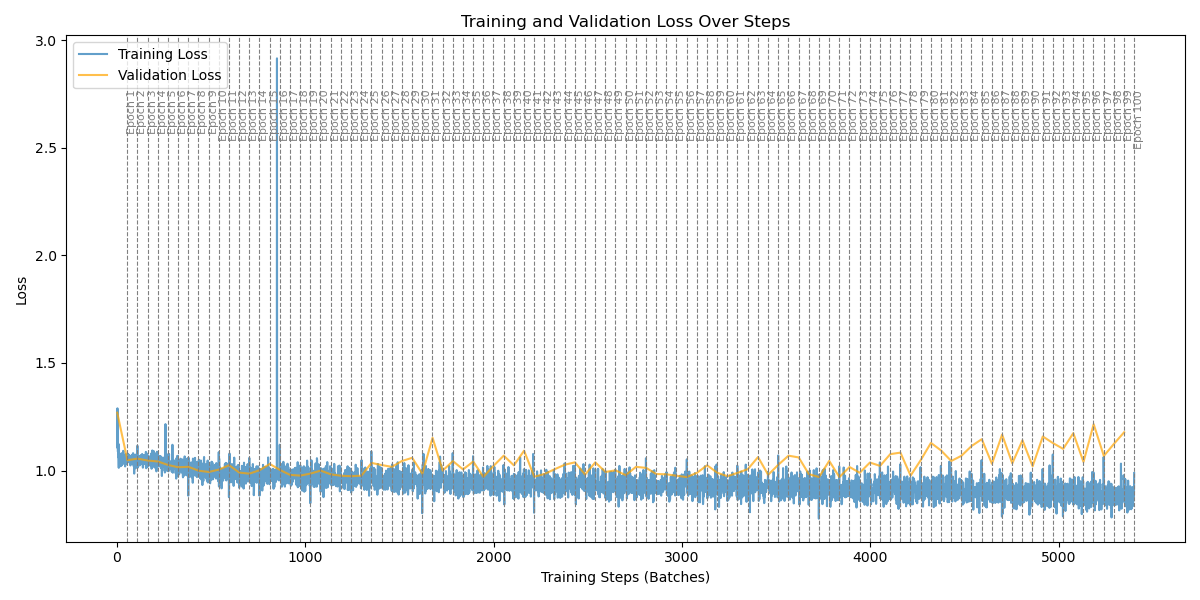 Training and Validation Loss Over Steps
Training Loss
Validation Loss
3.0
2.5
2.0
1.5
1.0
Loss
Epoch 1
Epoch 2
Epoch 3
Epoch 4
Epoch 5
Epoch 6
Epoch 7
Epoch 8
Epoch 9
Epoch 10
Epoch 11
Epoch 12
Epoch 13
Epoch 14
Epoch 15
Epoch 16
Epoch 17
Epoch 18
Epoch 19
Epoch 20
Epoch 21
Epoch 22
Epoch 23
Epoch 24
Epoch 25
Epoch 26
Epoch 27
Epoch 28
Epoch 29
Epoch 30
Epoch 31
Epoch 32
Epoch 33
Epoch 34
Epoch 35
Epoch 36
Epoch 37
Epoch 38
Epoch 39
Epoch 40
Epoch 41
Epoch 42
Epoch 43
Epoch 44
Epoch 45
Epoch 46
Epoch 47
Epoch 48
Epoch 49
Epoch 50
Epoch 51
Epoch 52
Epoch 53
Epoch 54
Epoch 55
Epoch 56
Epoch 57
Epoch 58
Epoch 59
Epoch 60
Epoch 61
Epoch 62
Epoch 63
Epoch 64
Epoch 65
Epoch 66
Epoch 67
Epoch 68
Epoch 69
Epoch 70
Epoch 71
Epoch 72
Epoch 73
Epoch 74
Epoch 75
Epoch 76
Epoch 77
Epoch 78
Epoch 79
Epoch 80
Epoch 81
Epoch 82
Epoch 83
Epoch 84
Epoch 85
Epoch 86
Epoch 87
Epoch 88
Epoch 89
Epoch 90
Epoch 91
Epoch 92
Epoch 93
Epoch 94
Epoch 95
Epoch 96
Epoch 97
Epoch 98
Epoch 99
Epoch 100
0
1000
2000
3000
4000
5000
Training Steps (Batches)